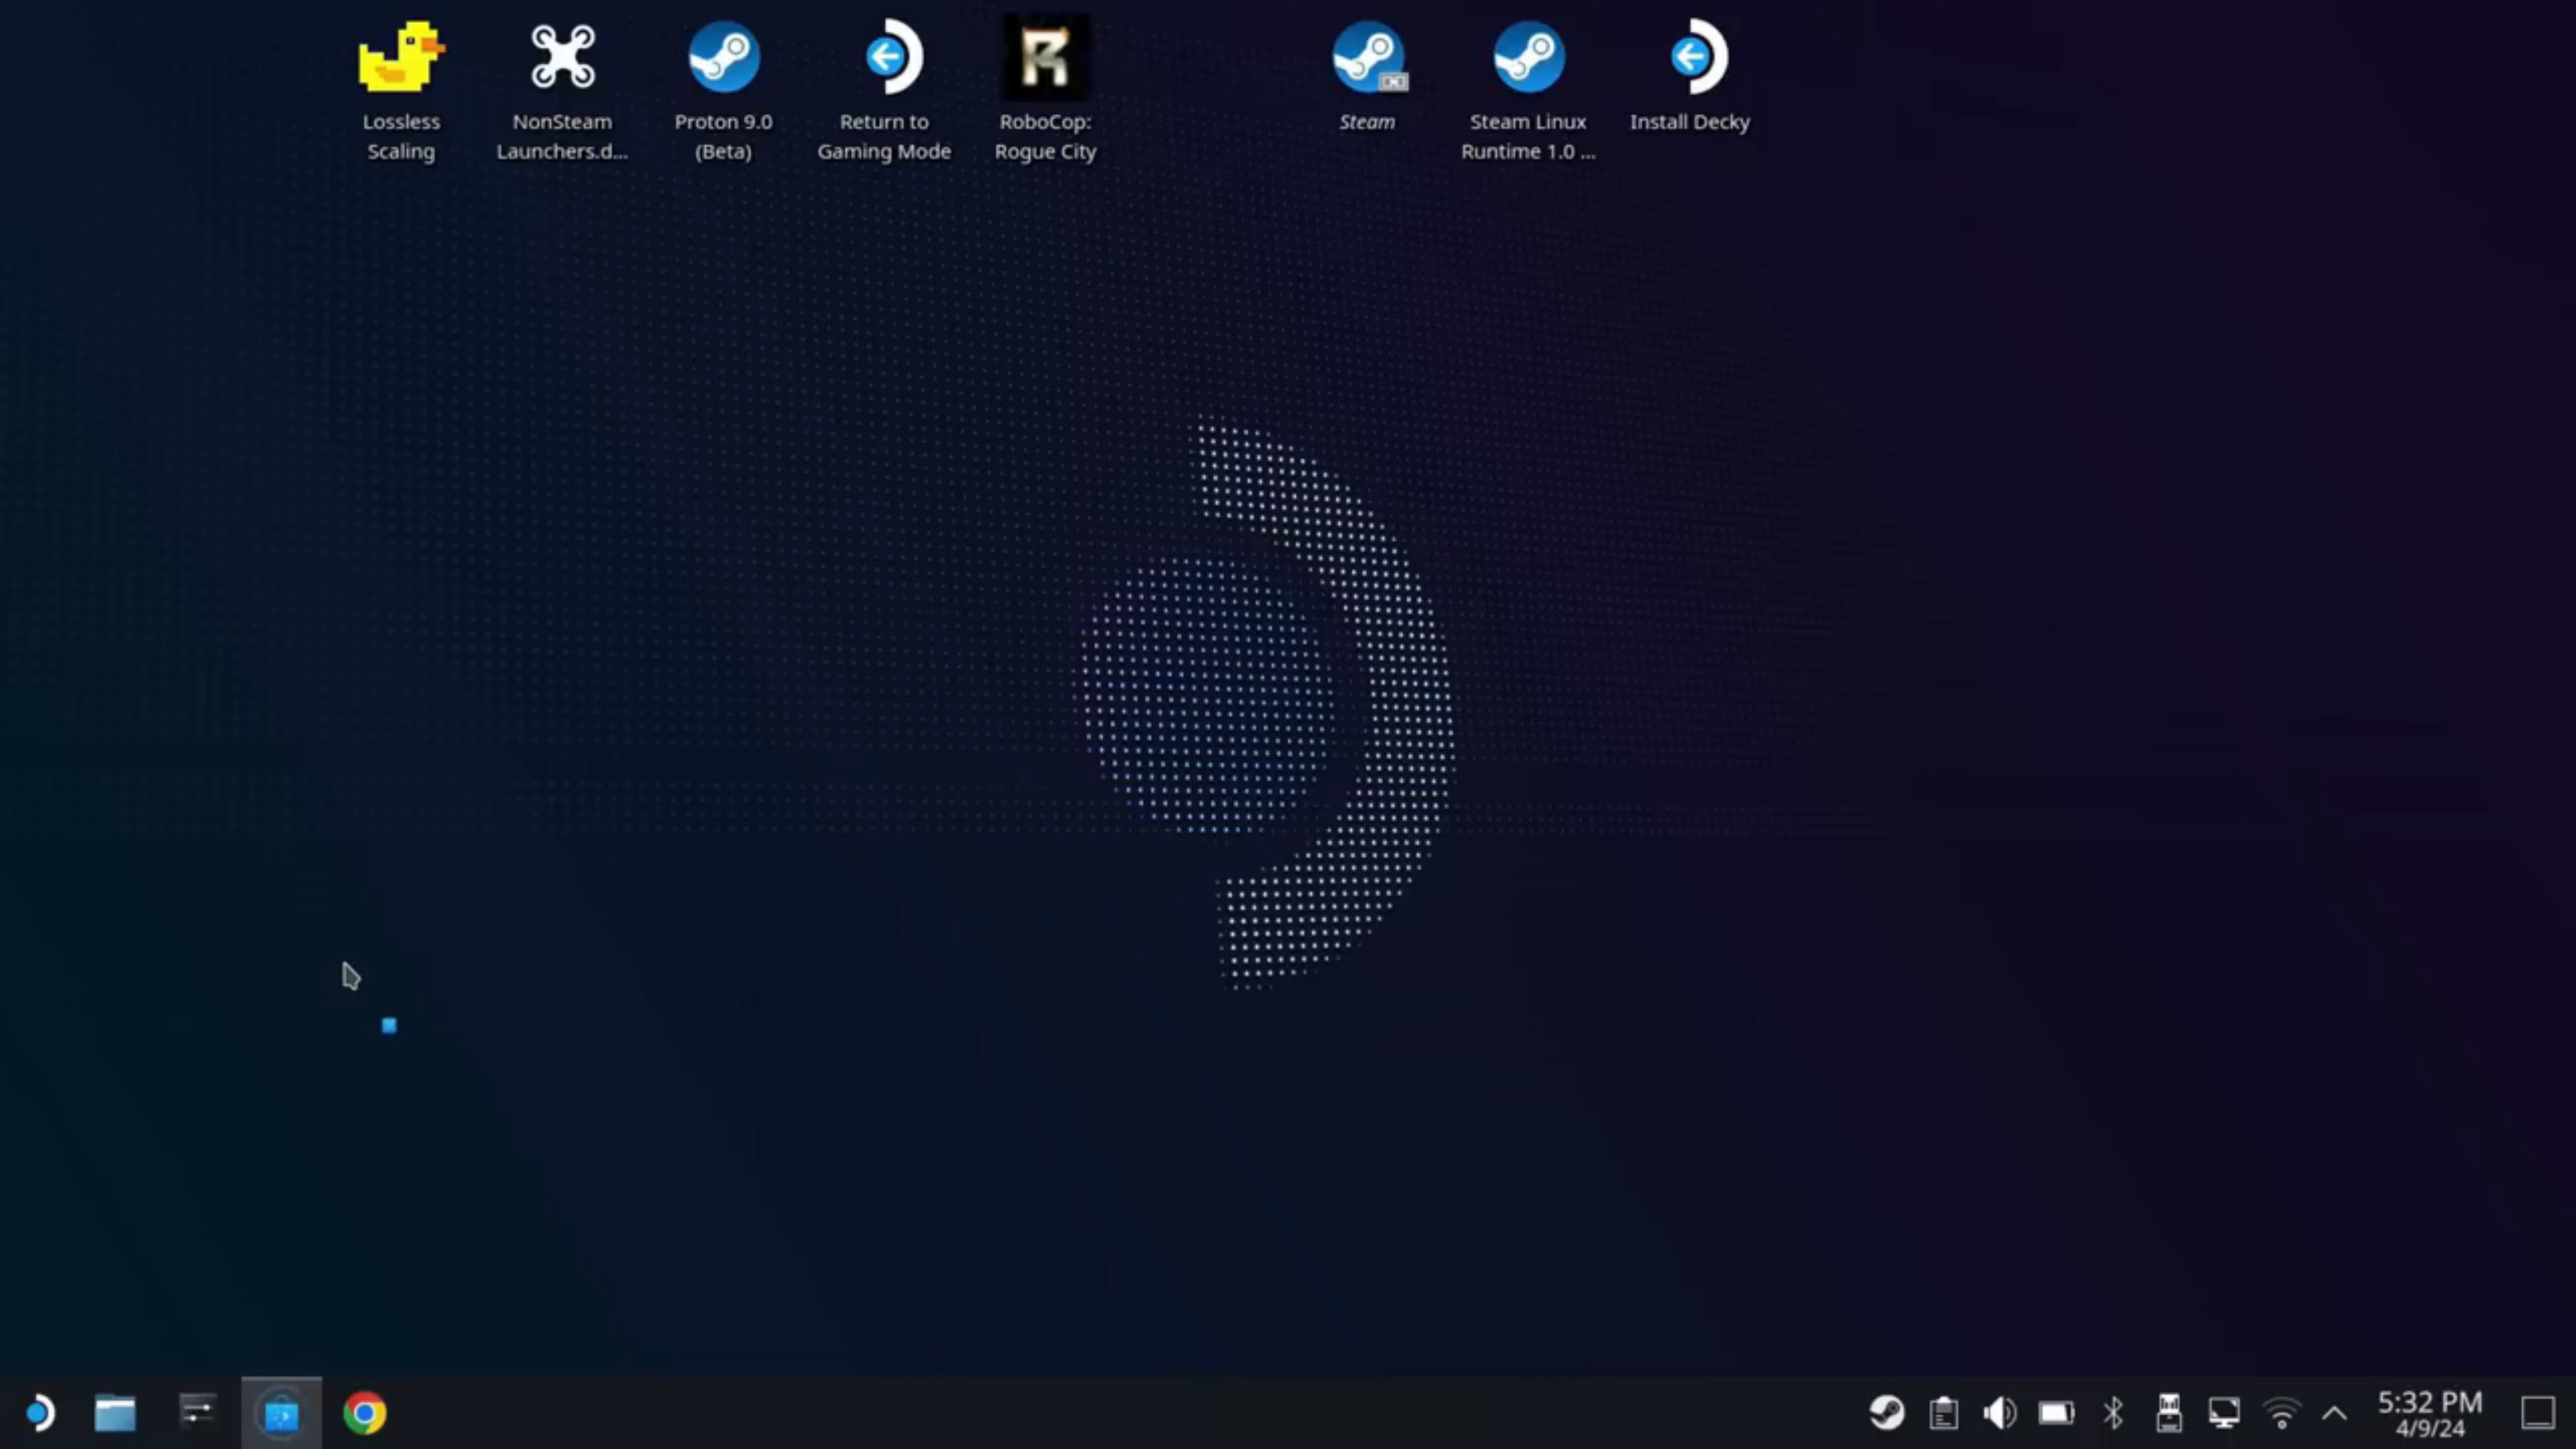 Lossless
Scaling
NonSteam
Launchers.d...
Proton 9.0
(Beta)
Return to
Gaming Mode
RoboCop:
Rogue City
Steam
Steam Linux
Runtime 1.0 ...
Install Decky
5:32 PM
4/9/24